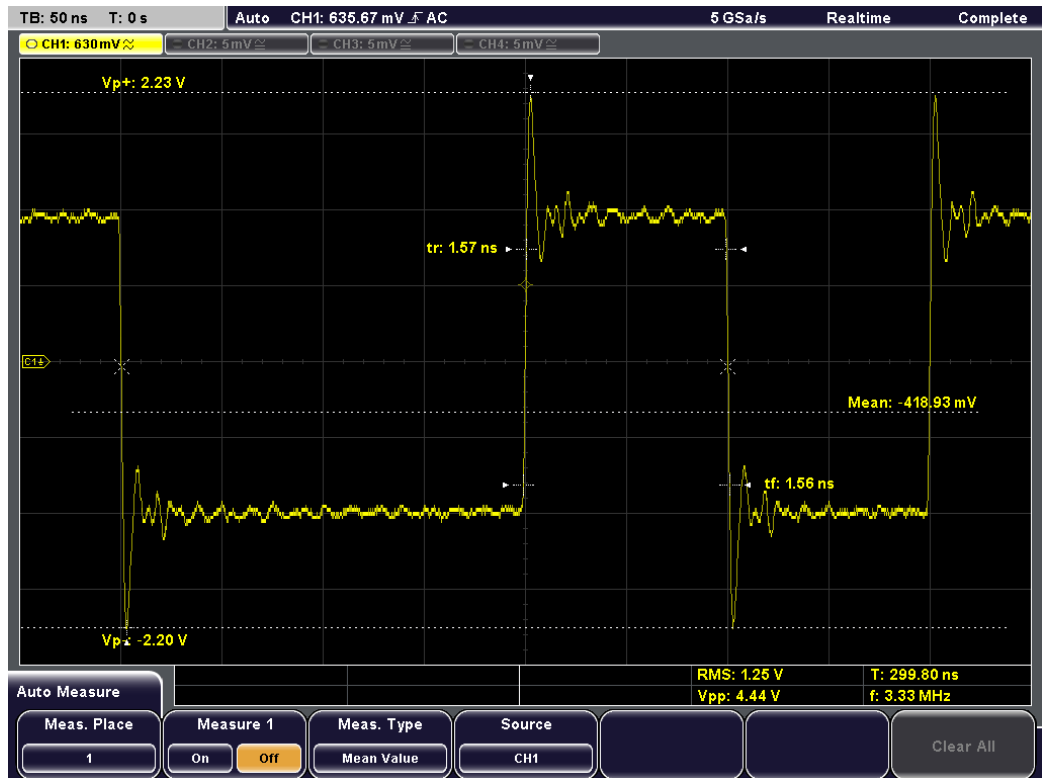 TB: 50 ns T: 0 s Auto CH1: 635.67 mV AC 5 GSa/s Realtime Complete
CH1: 630mV CH2: 5mV CH3: 5mV CH4: 5mV
Vp+: 2.23 V
tr: 1.57 ns
C1
Mean: -418.93 mV
tf: 1.56 ns
Vp-: -2.20 V
RMS: 1.25 V T: 299.80 ns
Vpp: 4.44 V f: 3.33 MHz
Auto Measure
Meas. Place Measure 1 Meas. Type Source
1 On Off Mean Value CH1
Clear All